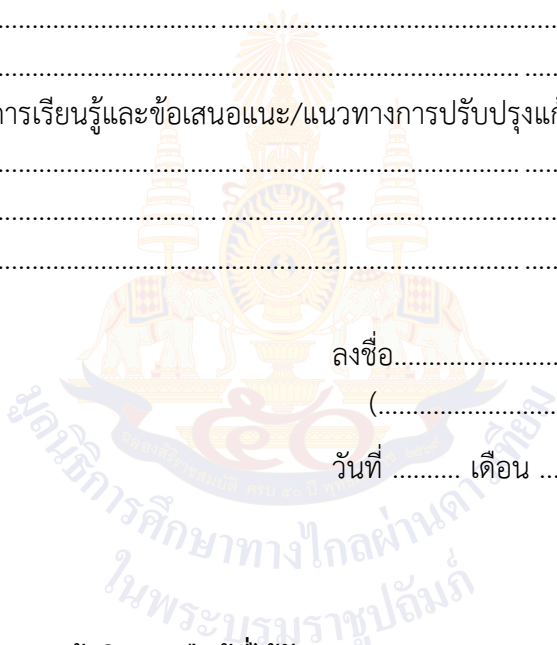 .......................................................................................................
.......................................................................................................
การเรียนรู้และข้อเสนอแนะ/แนวทางการปรับปรุงแก้
.......................................................................................................
.......................................................................................................
.......................................................................................................
ลงชื่อ........................
(........................
วันที่ .......... เดือน ...
มูลนิธิการศึกษาทางไกลผ่านดาวเทียม
ในพระบรมราชูปถัมภ์